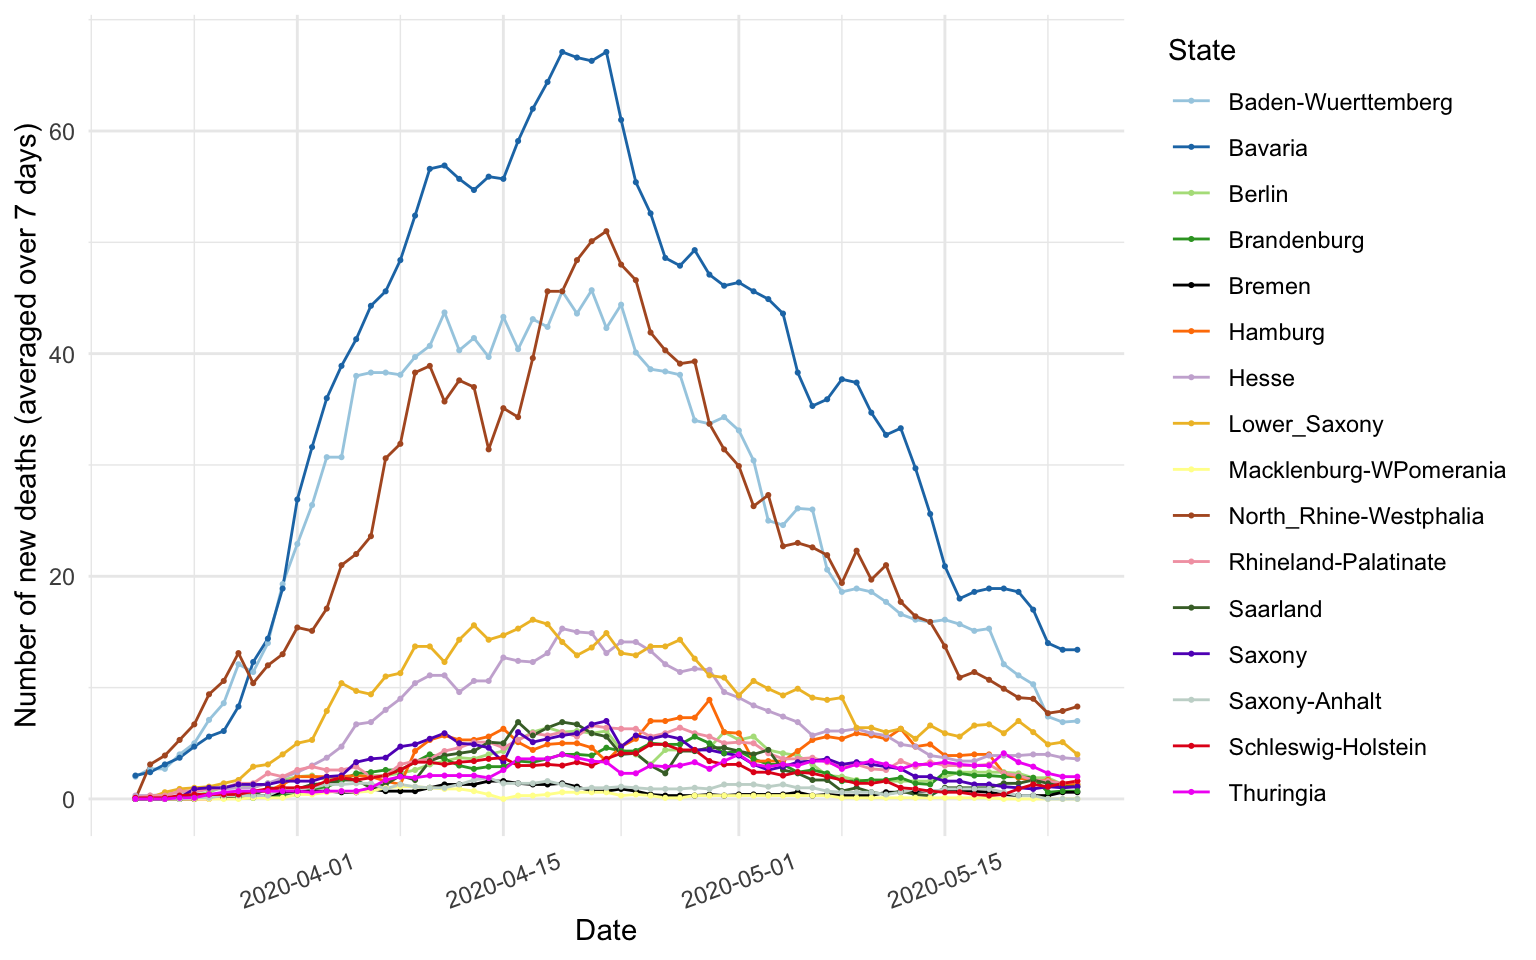 Number of new deaths (averaged over 7 days)
60
40
20
0
2020-04-01
2020-04-15
2020-05-01
2020-05-15
Date
State
Baden-Wuerttemberg
Bavaria
Berlin
Brandenburg
Bremen
Hamburg
Hesse
Lower_Saxony
Macklenburg-WPomerania
North_Rhine-Westphalia
Rhineland-Palatinate
Saarland
Saxony
Saxony-Anhalt
Schleswig-Holstein
Thuringia